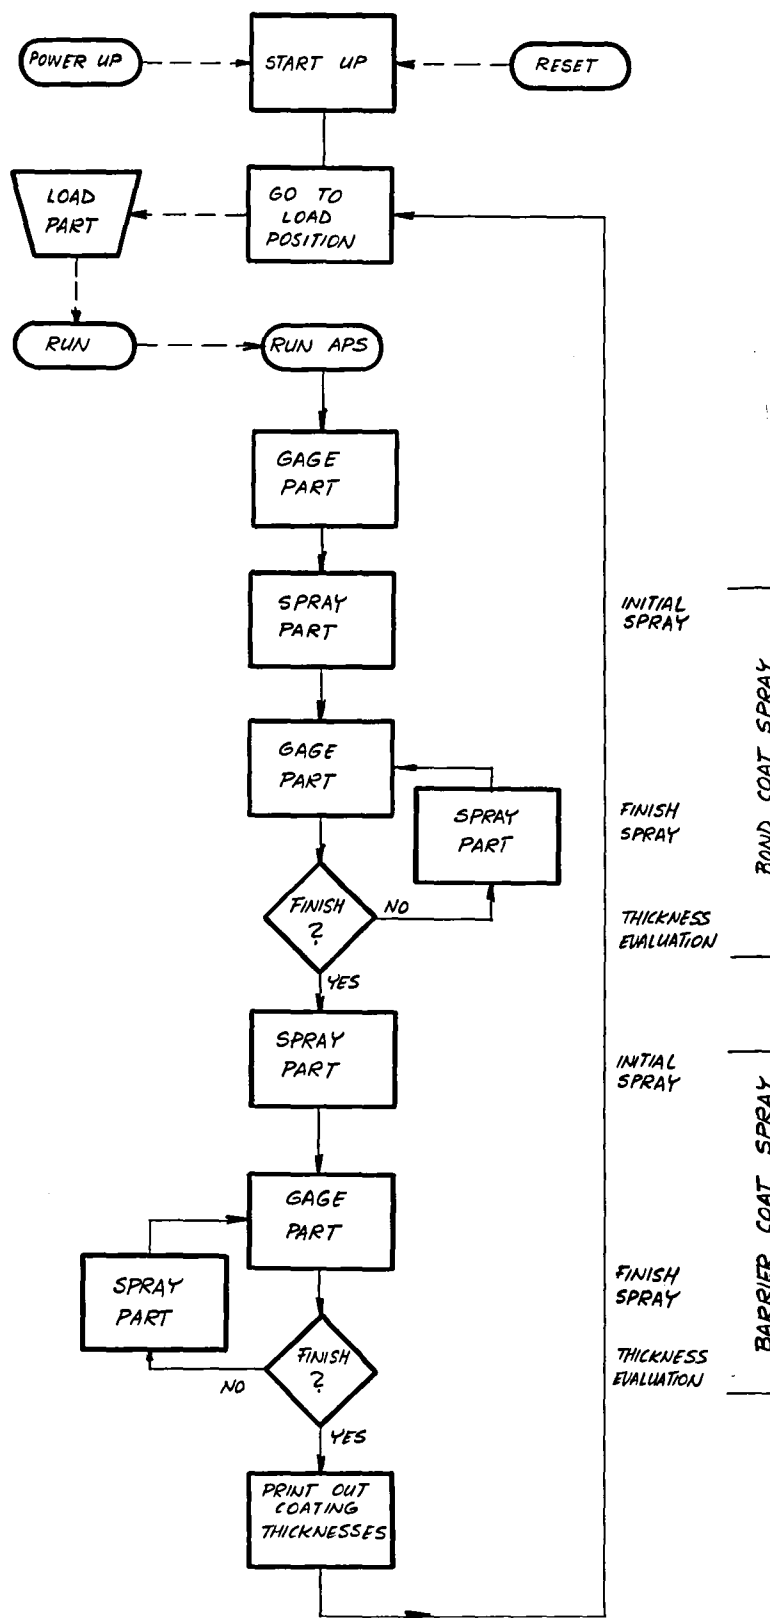 POWER UP
START UP
RESET
LOAD
PART
GO TO
LOAD
POSITION
RUN
RUN APS
GAGE
PART
SPRAY
PART
INITIAL
SPRAY
GAGE
PART
SPRAY
PART
FINISH
SPRAY
BOND COAT SPRAY
FINISH
?
NO
THICKNESS
EVALUATION
YES
SPRAY
PART
INITIAL
SPRAY
GAGE
PART
SPRAY
PART
FINISH
SPRAY
BARRIER COAT SPRAY
FINISH
?
NO
THICKNESS
EVALUATION
YES
PRINT OUT
COATING
THICKNESSES